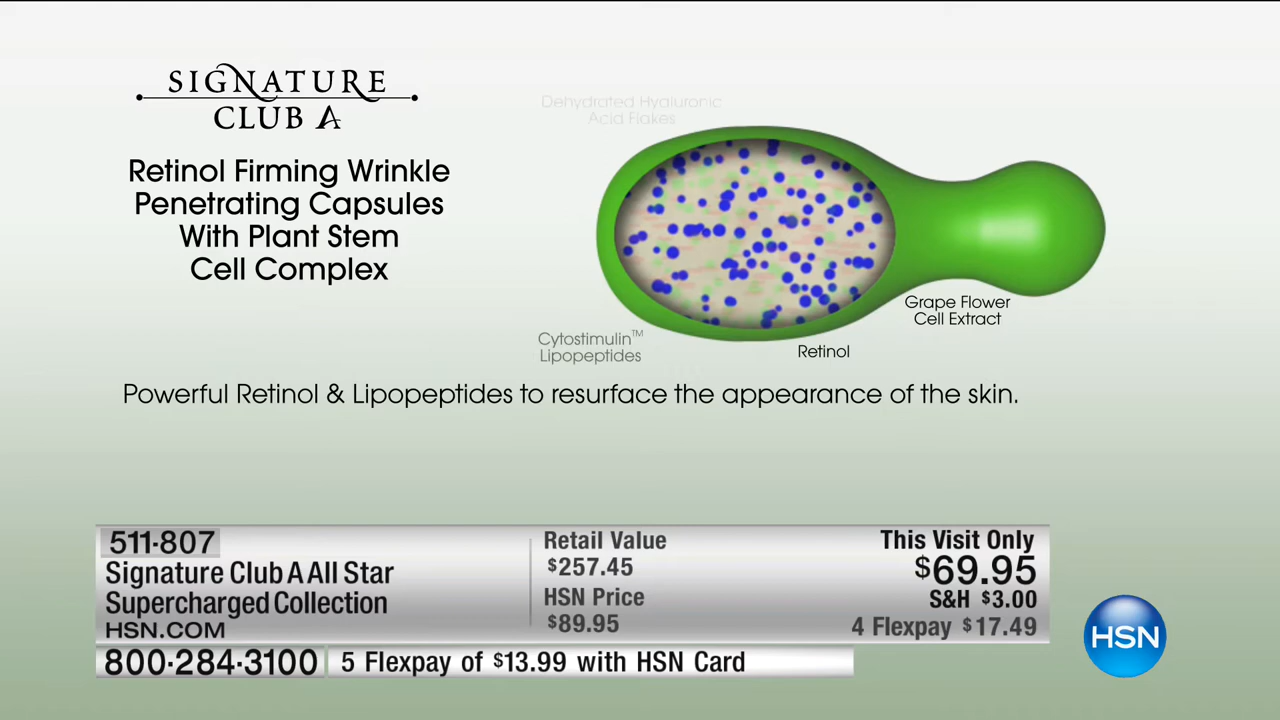 SIGNATURE
CLUB A
Retinol Firming Wrinkle
Penetrating Capsules
With Plant Stem
Cell Complex
Dehydrated Hyaluronic
Acid Flakes
Grape Flower
Cell Extract
Cytostimulin™
Lipopeptides
Retinol
Powerful Retinol & Lipopeptides to resurface the appearance of the skin.
511-807
Signature Club A All Star
Supercharged Collection
HSN.COM
Retail Value
$257.45
HSN Price
$89.95
This Visit Only
$69.95
S&H $3.00
4 Flexpay $17.49
800-284-3100
5 Flexpay of $13.99 with HSN Card
HSN